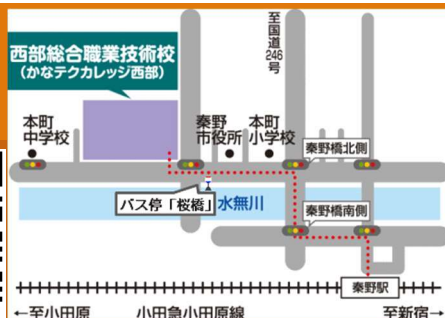 西部総合職業技術校
(かなテクカレッジ西部)
至国道
246
号
本町
中学校
秦野
市役所
本町
小学校
秦野橋北側
バス停「桜橋」
水無川
秦野橋南側
秦野駅
←至小田原
小田急小田原線
至新宿→